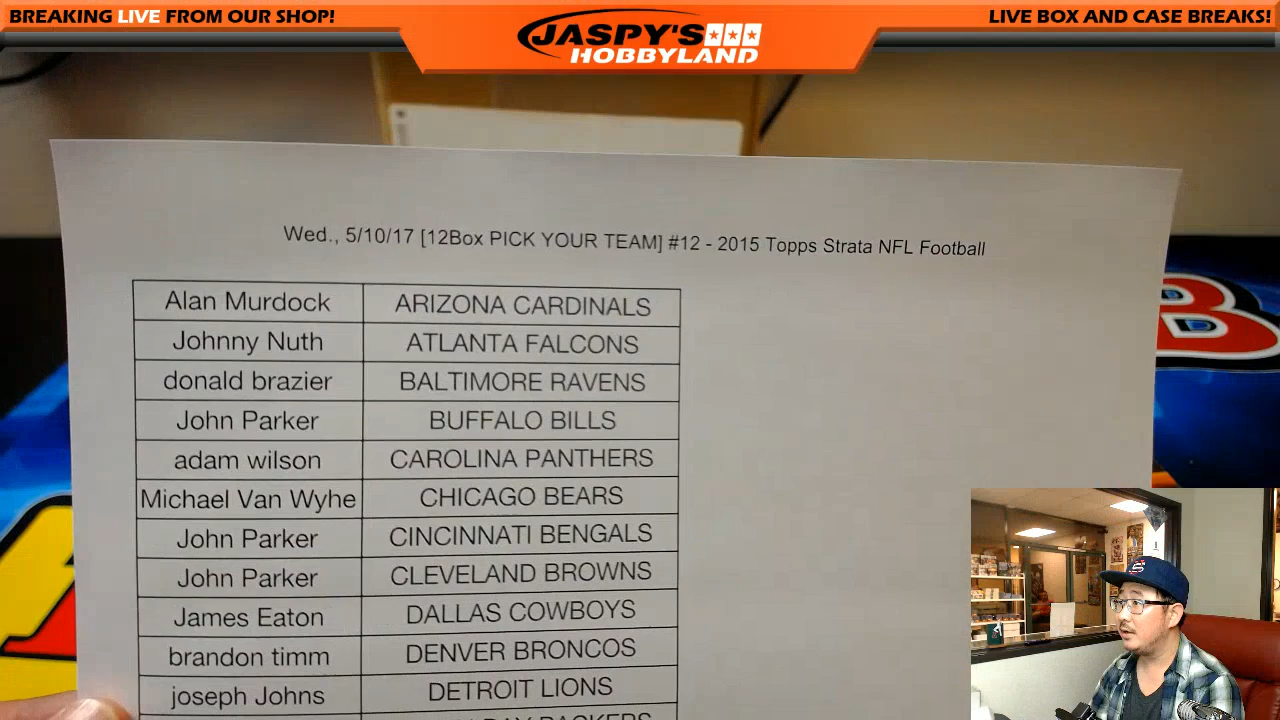 BREAKING LIVE FROM OUR SHOP!
JASPY'S
HOBBYLAND
LIVE BOX AND CASE BREAKS!
Wed., 5/10/17 [12Box PICK YOUR TEAM] #12 - 2015 Topps Strata NFL Football
Alan Murdock ARIZONA CARDINALS
Johnny Nuth ATLANTA FALCONS
donald brazier BALTIMORE RAVENS
John Parker BUFFALO BILLS
adam wilson CAROLINA PANTHERS
Michael Van Wyhe CHICAGO BEARS
John Parker CINCINNATI BENGALS
John Parker CLEVELAND BROWNS
James Eaton DALLAS COWBOYS
brandon timm DENVER BRONCOS
joseph Johns DETROIT LIONS
PACKERS
B